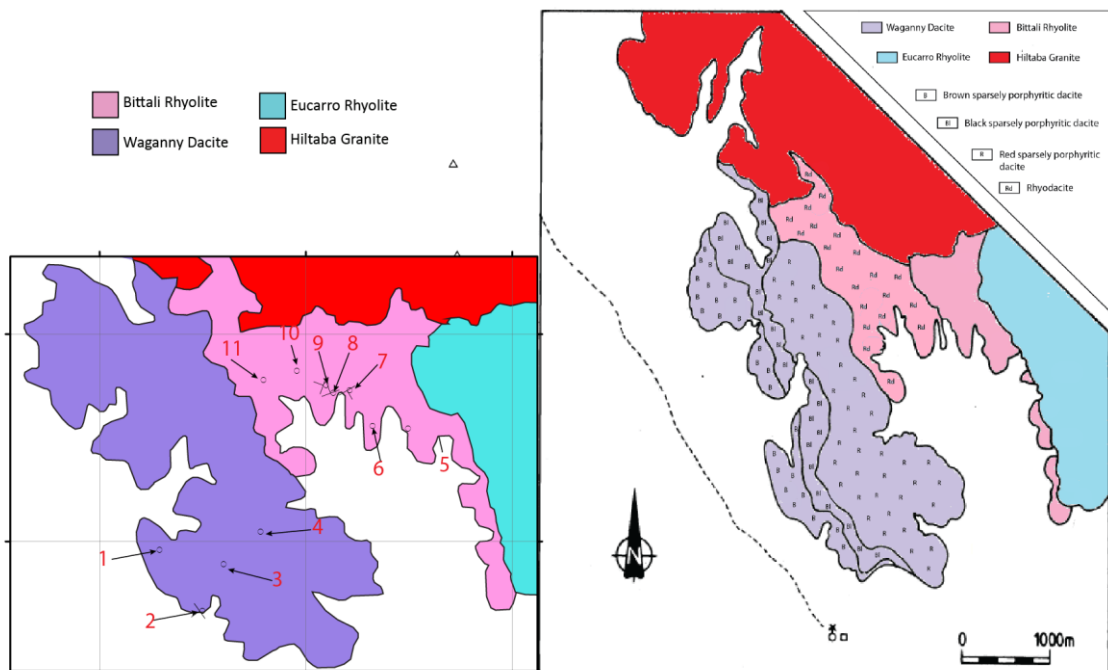 Bittali Rhyolite
Eucarro Rhyolite
Waganny Dacite
Hiltaba Granite
11
10
9
8
7
6
5
4
3
2
1
Waganny Dacite
Bittali Rhyolite
Eucarro Rhyolite
Hiltaba Granite
B Brown sparsely porphyritic dacite
Bl Black sparsely porphyritic dacite
R Red sparsely porphyritic
dacite
Rd Rhyodacite
N
0 1000m